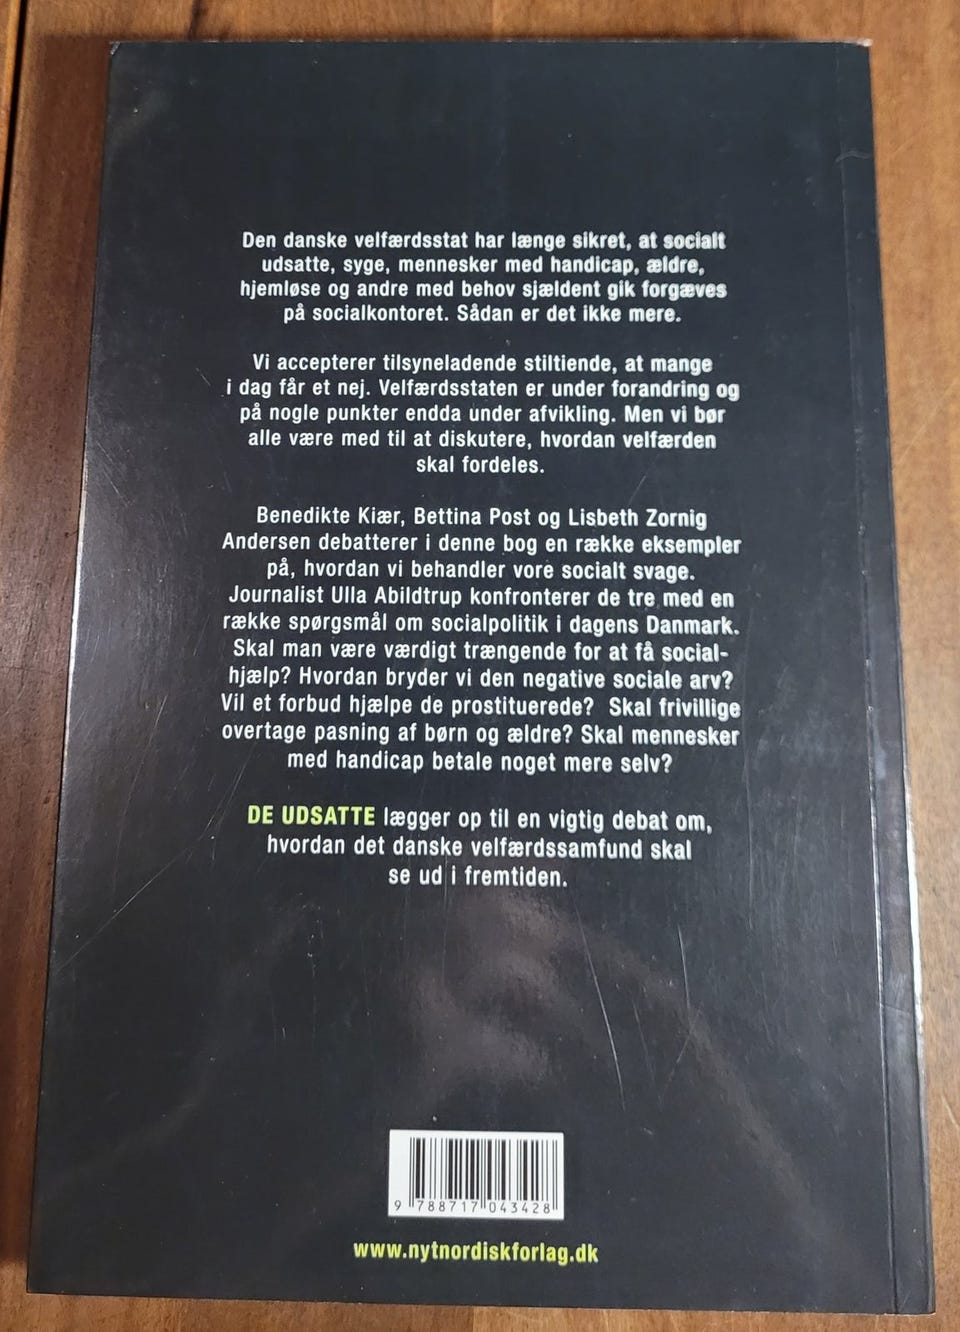 Den danske velfærdsstat har længe sikret, at socialt
udsatte, syge, mennesker med handicap, ældre,
hjemløse og andre med behov sjældent gik forgæves
på socialkontoret. Sådan er det ikke mere.
Vi accepterer tilsyneladende stiltiende, at mange
i dag får et nej. Velfærdsstaten er under forandring og
på nogle punkter endda under afvikling. Men vi bør
alle være med til at diskutere, hvordan velfærden
skal fordeles.
Benedikte Kiær, Bettina Post og Lisbeth Zornig
Andersen debatterer i denne bog en række eksempler
på, hvordan vi behandler vore socialt svage.
Journalist Ulla Abildtrup konfronterer de tre med en
række spørgsmål om socialpolitik i dagens Danmark.
Skal man være værdigt trængende for at få social-
hjælp? Hvordan bryder vi den negative sociale arv?
Vil et forbud hjælpe de prostituerede? Skal frivillige
overtage pasning af børn og ældre? Skal mennesker
med handicap betale noget mere selv?
DE UDSATTE lægger op til en vigtig debat om,
hvordan det danske velfærdssamfund skal
se ud i fremtiden.
9 788717 043428
www.nytnordiskforlag.dk